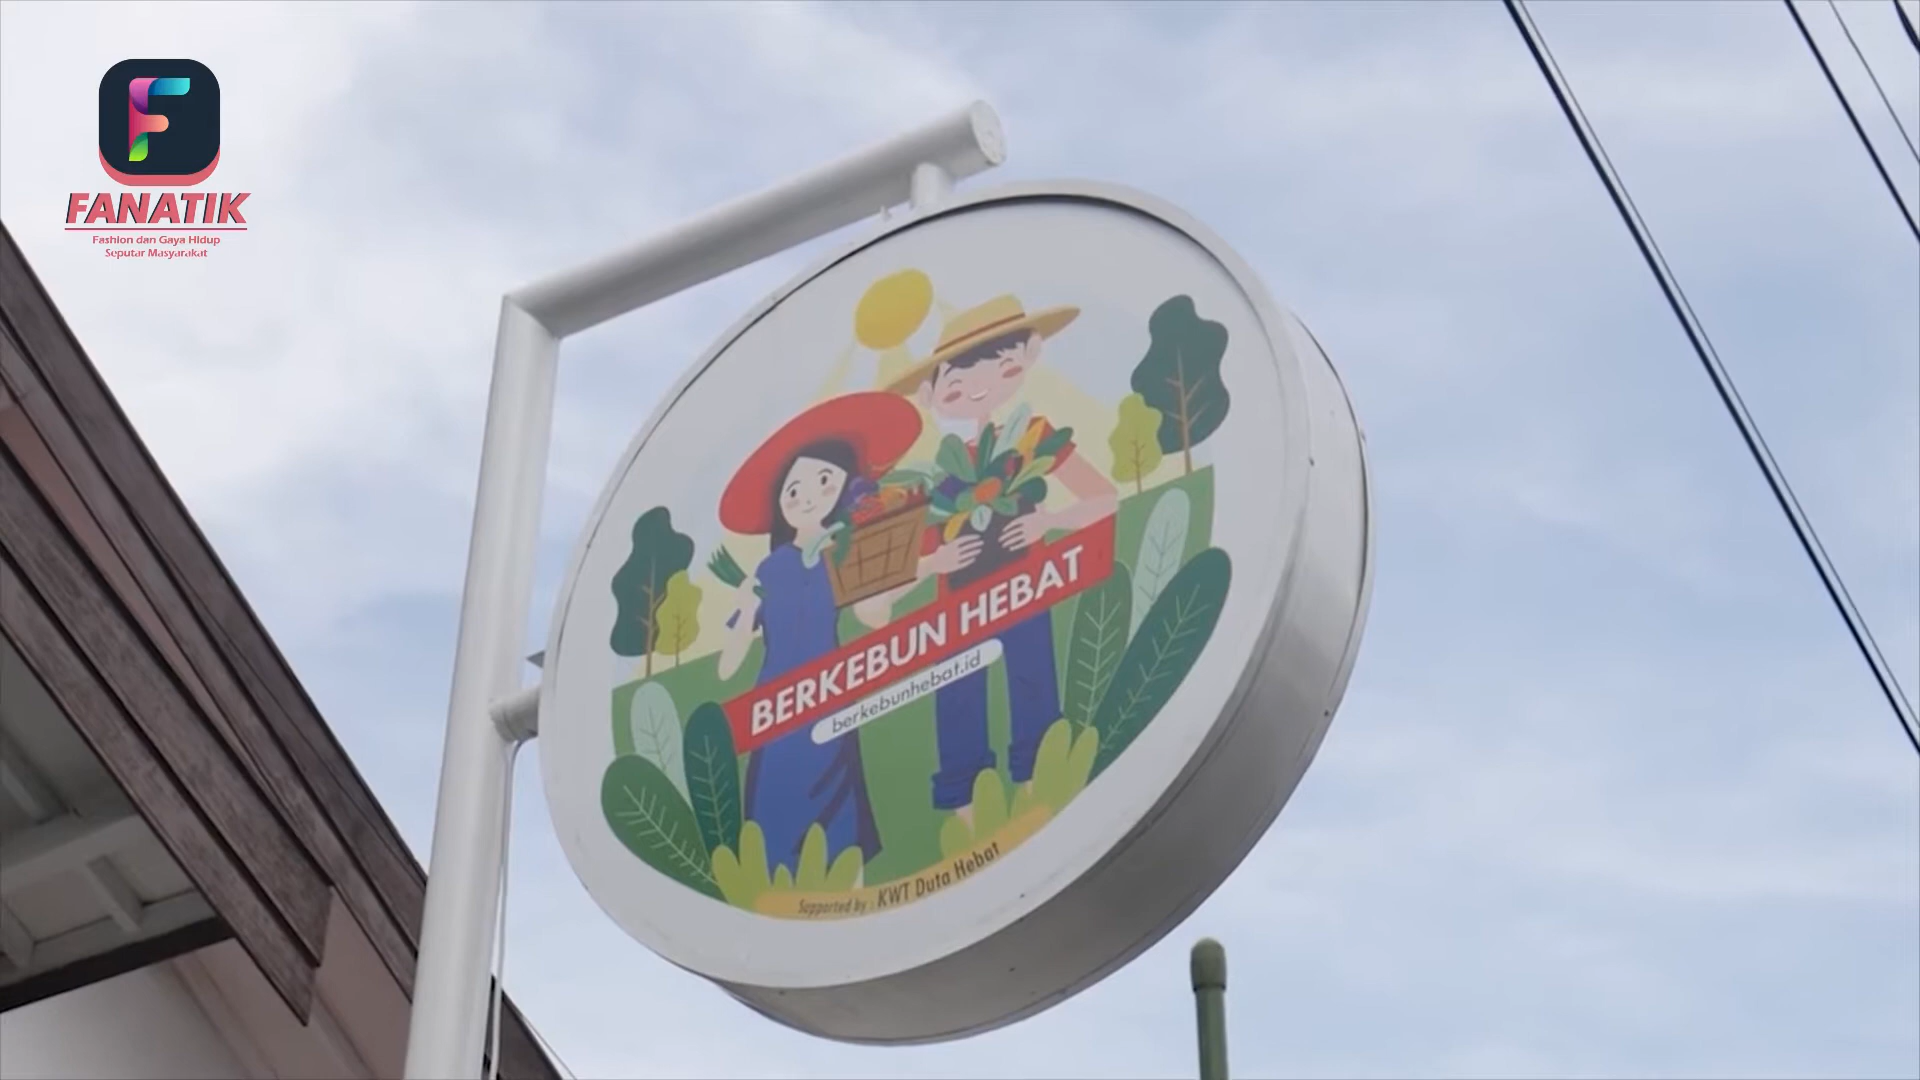 F
FANATIK
Fashion dan Gaya Hidup
Seputar Masyarakat
BERKEBUN HEBAT
berkebunhebat.id
Supported by : KWT Duta Hebat